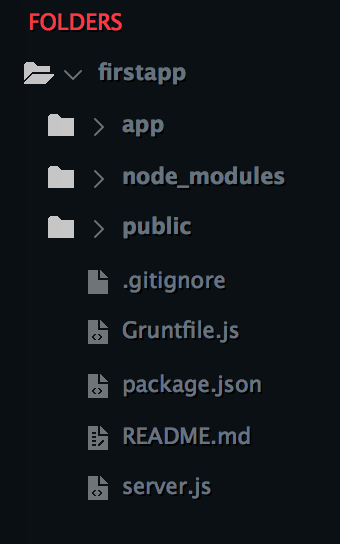 FOLDERS
firstapp
app
node_modules
public
.gitignore
Gruntfile.js
package.json
README.md
server.js